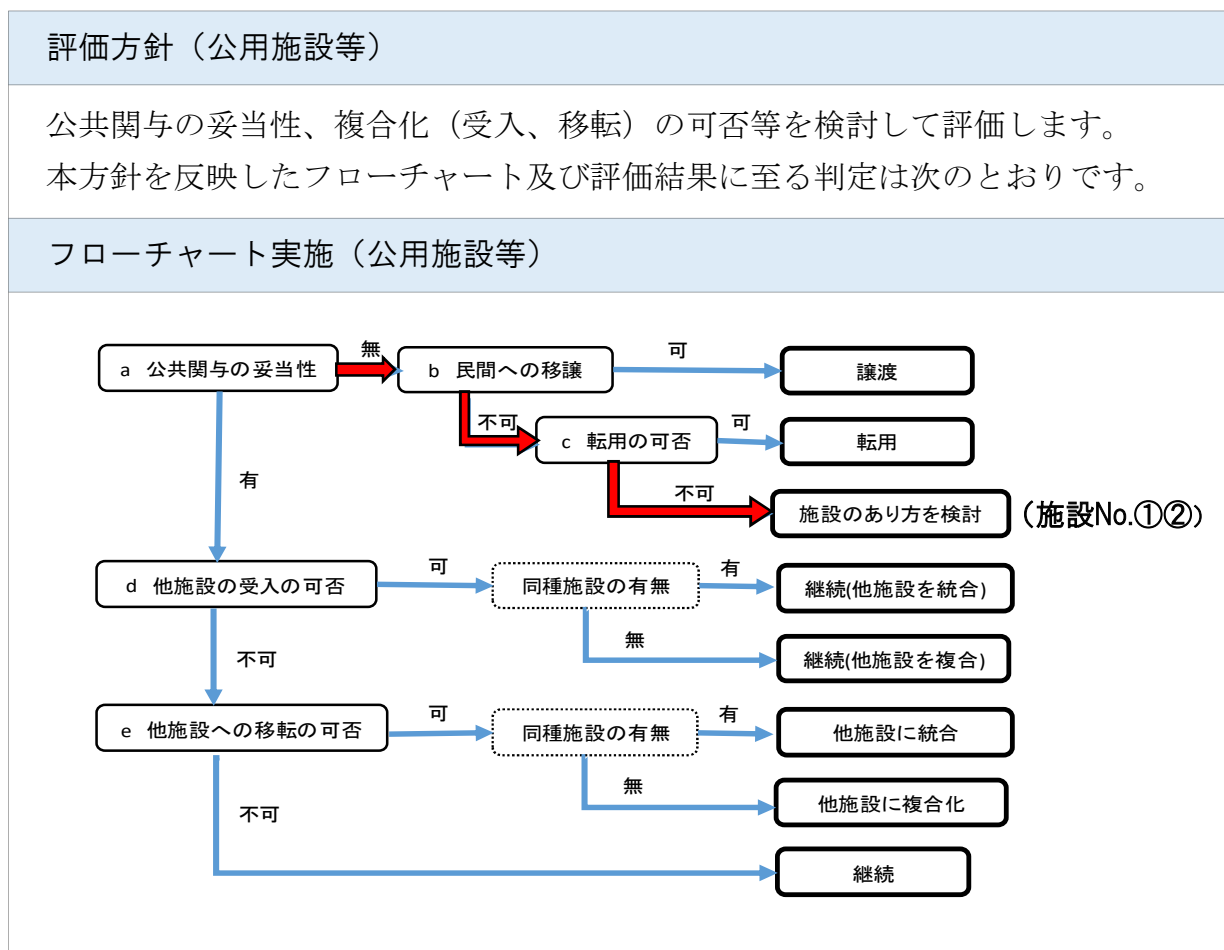 評価方針（公用施設等）
公共関与の妥当性、複合化（受入、移転）の可否等を検討して評価します。
本方針を反映したフローチャート及び評価結果に至る判定は次のとおりです。
フローチャート実施（公用施設等）
a 公共関与の妥当性
無
b 民間への移譲
可
譲渡
不可
c 転用の可否
可
転用
不可
施設のあり方を検討
（施設No.①②）
有
d 他施設の受入の可否
可
同種施設の有無
有
継続(他施設を統合)
無
継続(他施設を複合)
不可
e 他施設への移転の可否
可
同種施設の有無
有
他施設に統合
無
他施設に複合化
不可
継続